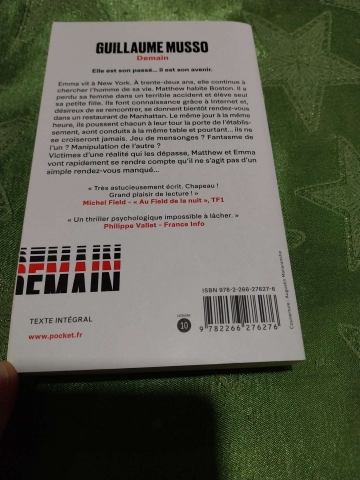 GUILLAUME MUSSO
Demain
Elle est son passé... il est son avenir.
Emma vit à New York. À trente-deux ans, elle continue à
chercher l'homme de sa vie. Matthew habite Boston. Il a
perdu sa femme dans un terrible accident et élève seul
sa petite fille. Ils font connaissance grâce à Internet et,
désireux de se rencontrer, se donnent bientôt rendez-vous
dans un restaurant de Manhattan. Le même jour à la même
heure, ils poussent chacun à leur tour la porte de l'établis-
sement, sont conduits à la même table et pourtant... ils ne
se croiseront jamais. Jeu de mensonges ? Fantasme de
l'un ? Manipulation de l'autre ?
Victimes d'une réalité qui les dépasse, Matthew et Emma
vont rapidement se rendre compte qu'il ne s'agit pas d'un
simple rendez-vous manqué...
« Très astucieusement écrit. Chapeau !
Grand plaisir de lecture ! »
Michel Field - « Au Field de la nuit », TF1
« Un thriller psychologique impossible à lâcher. »
Philippe Vallet - France Info
DEMAIN
DEMAIN
TEXTE INTÉGRAL
www.pocket.fr
10
ISBN 978-2-266-27627-6
9 782266 276276